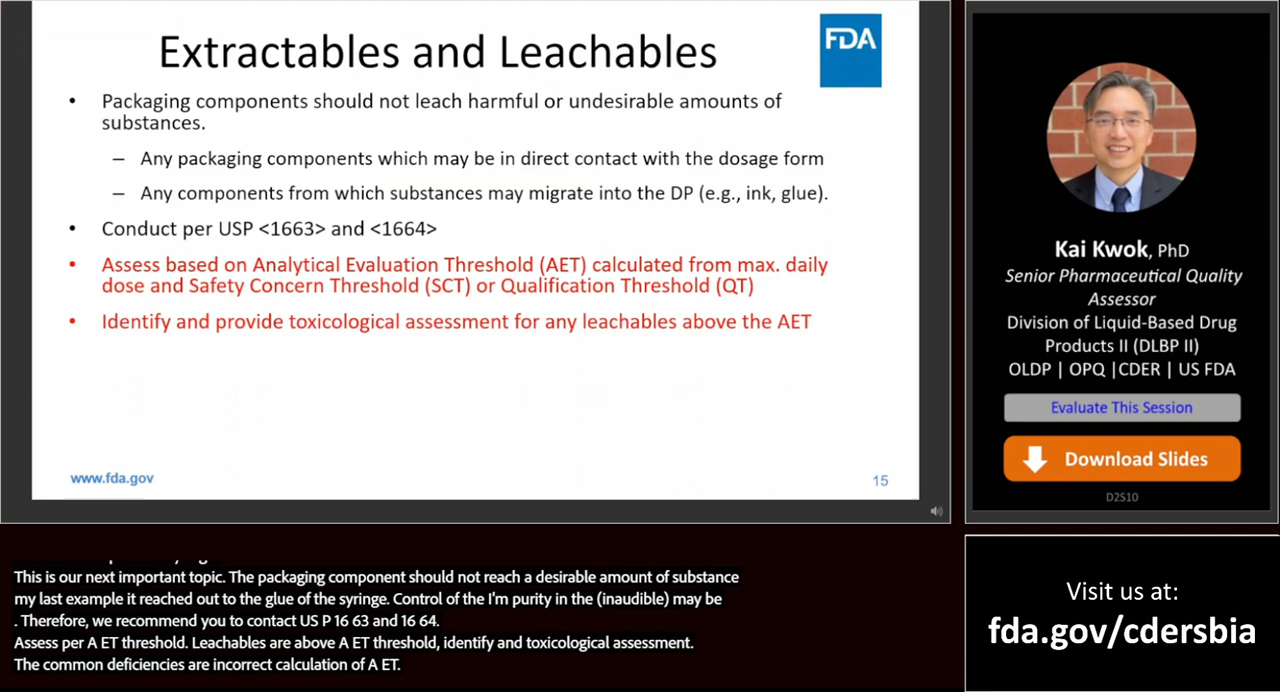 Extractables and Leachables
FDA
• Packaging components should not leach harmful or undesirable amounts of
substances.
– Any packaging components which may be in direct contact with the dosage form
– Any components from which substances may migrate into the DP (e.g., ink, glue).
• Conduct per USP <1663> and <1664>
• Assess based on Analytical Evaluation Threshold (AET) calculated from max. daily
dose and Safety Concern Threshold (SCT) or Qualification Threshold (QT)
• Identify and provide toxicological assessment for any leachables above the AET
www.fda.gov
15
Kai Kwok, PhD
Senior Pharmaceutical Quality
Assessor
Division of Liquid-Based Drug
Products II (DLBP II)
OLDP | OPQ |CDER | US FDA
Evaluate This Session
Download Slides
D2S10
This is our next important topic. The packaging component should not reach a desirable amount of substance
my last example it reached out to the glue of the syringe. Control of the I'm purity in the (inaudible) may be
. Therefore, we recommend you to contact US P 16 63 and 16 64.
Assess per A ET threshold. Leachables are above A ET threshold, identify and toxicological assessment.
The common deficiencies are incorrect calculation of A ET.
Visit us at:
fda.gov/cdersbia